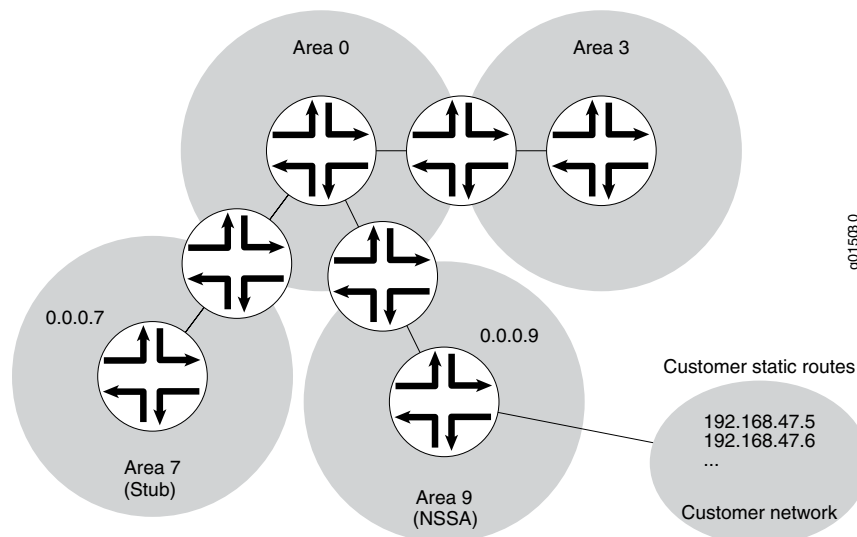 Area 0
Area 3
g015030
0.0.0.7
0.0.0.9
Customer static routes
192.168.47.5
192.168.47.6
...
Area 7
(Stub)
Area 9
(NSSA)
Customer network